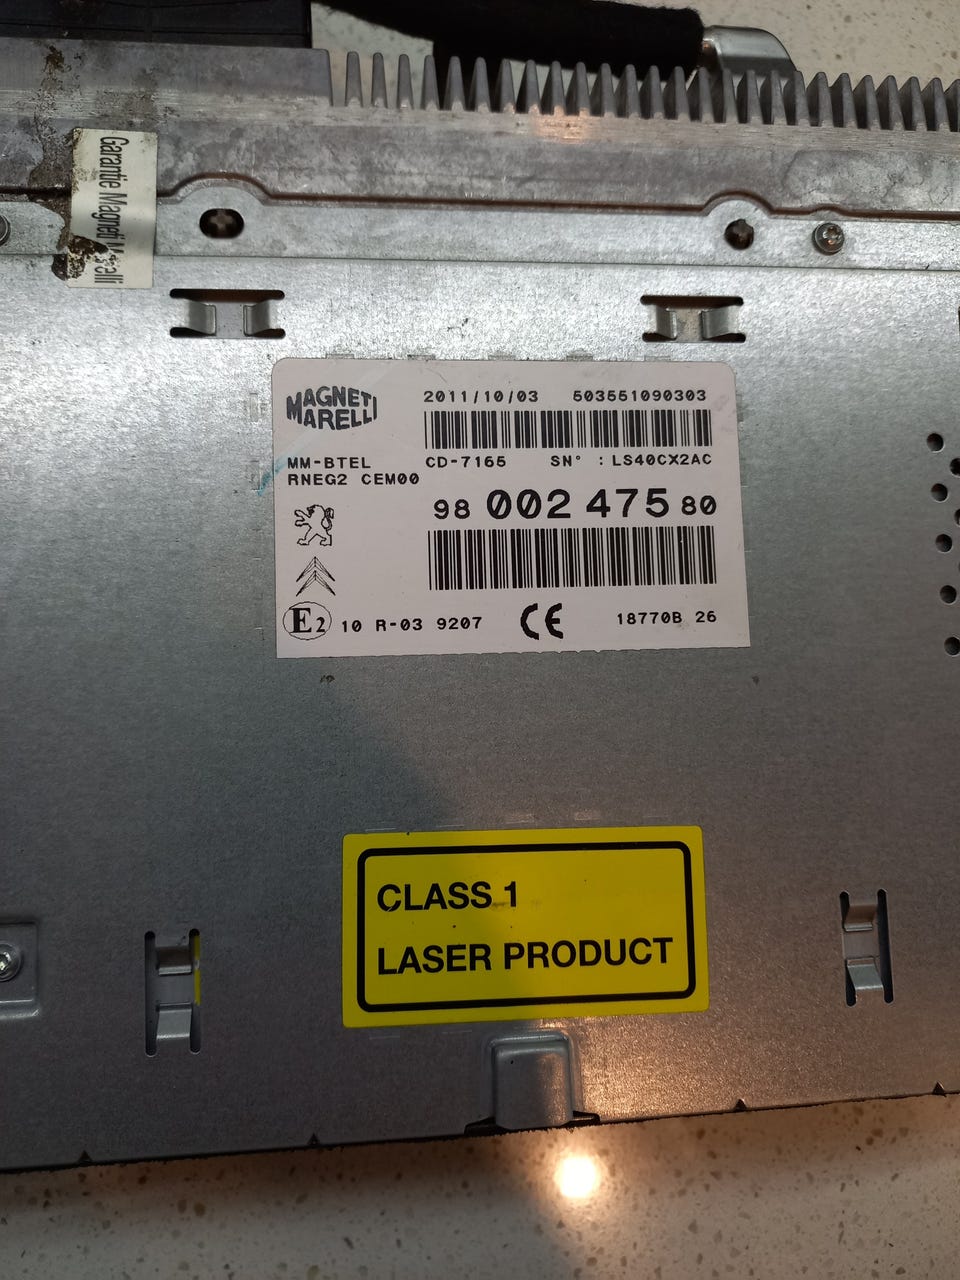 Garantie Magneti Marelli
MAGNETI
MARELLI
2011/10/03 503551090303
MM-BTEL CD-7165 SN° : LS40CX2AC
RNEG2 CEM00
98 002 475 80
E2 10 R-03 9207 CE 18770B 26
CLASS 1
LASER PRODUCT